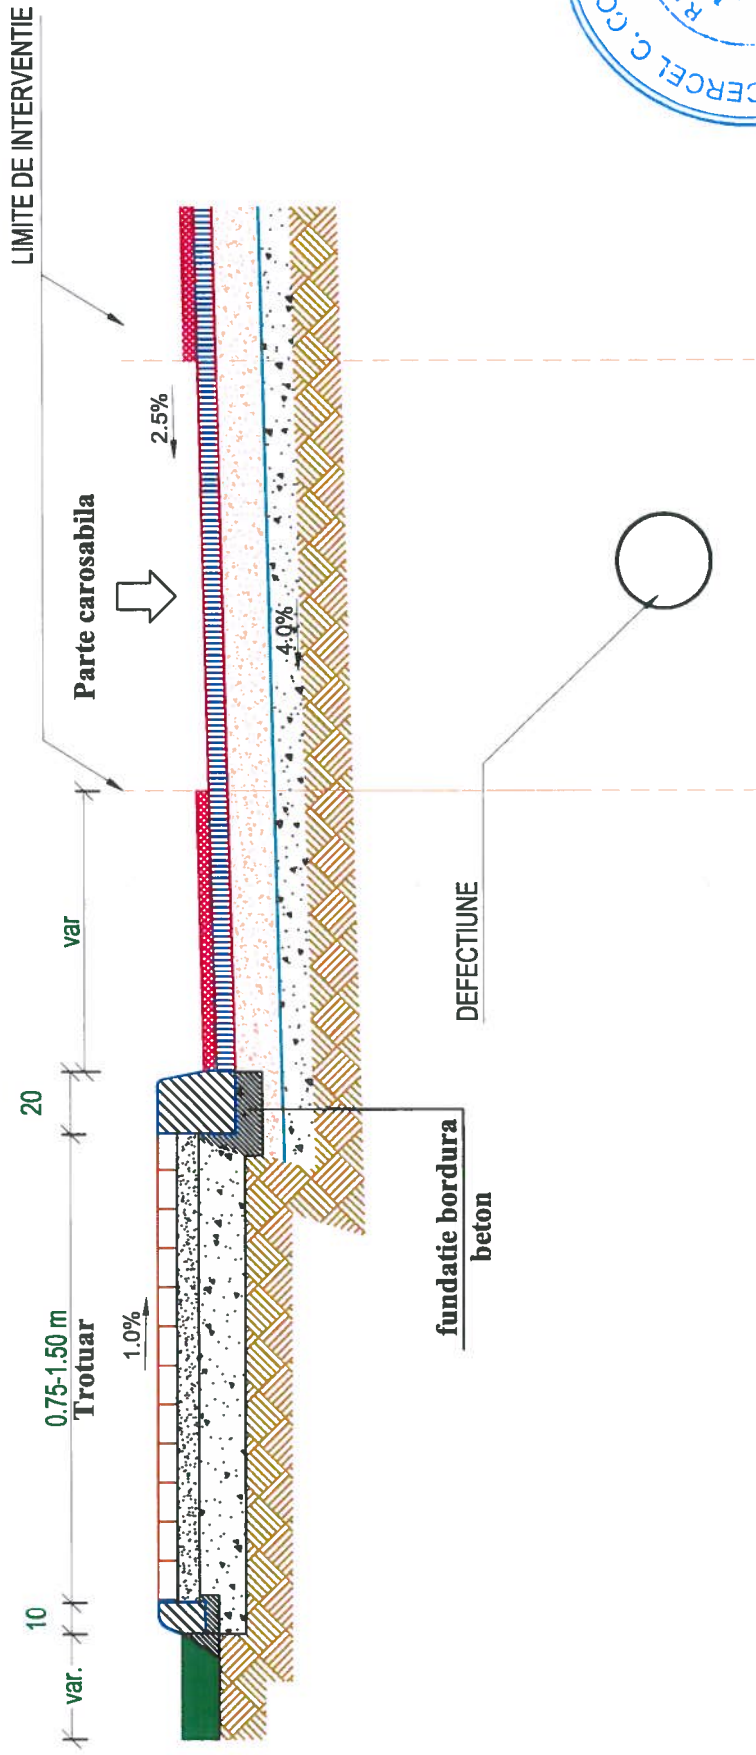 LIMITE DE INTERVENTIE
var.
10
0.75-1.50 m
Trotuar
20
var
Parte carosabila
1.0%
2.5%
4.0%
fundatie bordura
beton
DEFECTIUNE
CERCEL C.